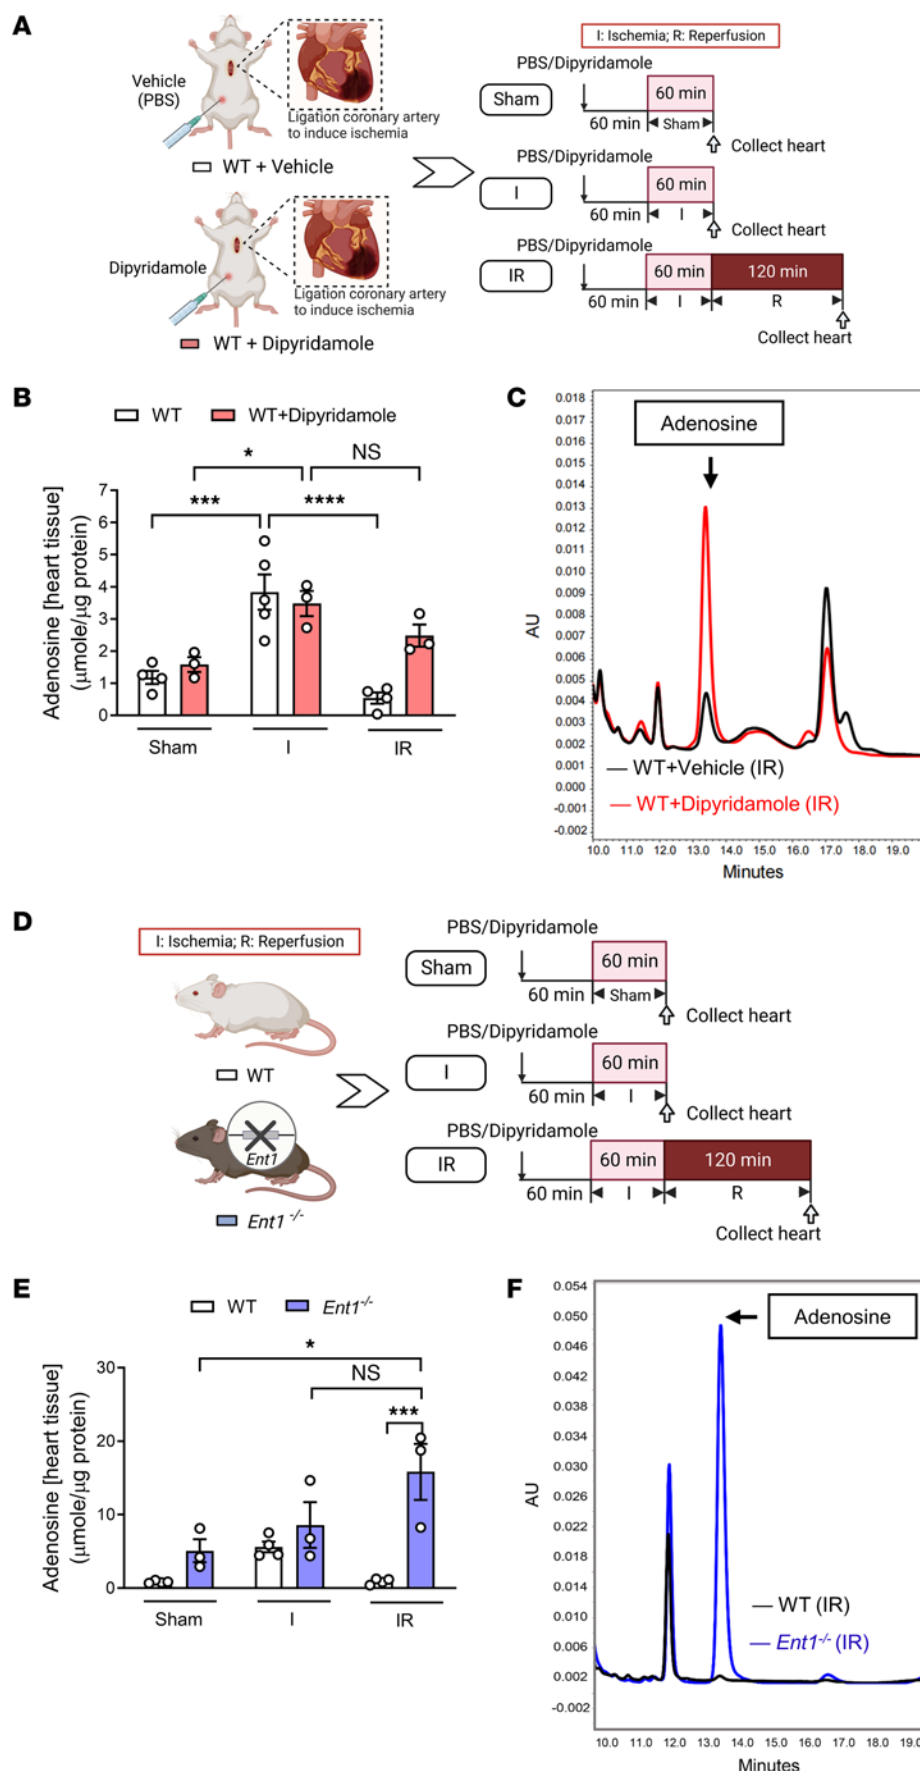 A
Vehicle
(PBS)
Ligation coronary artery
to induce ischemia
WT + Vehicle
Dipyridamole
Ligation coronary artery
to induce ischemia
WT + Dipyridamole
I: Ischemia; R: Reperfusion
PBS/Dipyridamole
Sham
60 min
60 min
Sham
Collect heart
PBS/Dipyridamole
I
60 min
60 min
I
Collect heart
PBS/Dipyridamole
IR
60 min
120 min
60 min
I
R
Collect heart
B
WT
WT+Dipyridamole
*
NS
***
****
Adenosine [heart tissue]
(μmole/μg protein)
7
6
5
4
3
2
1
0
Sham
I
IR
C
Adenosine
AU
0.018
0.017
0.015
0.014
0.013
0.012
0.011
0.010
0.009
0.008
0.007
0.006
0.005
0.004
0.003
0.002
0.001
0.000
-0.001
-0.002
WT+Vehicle (IR)
WT+Dipyridamole (IR)
10.0 11.0 12.0 13.0 14.0 15.0 16.0 17.0 18.0 19.0
Minutes
D
I: Ischemia; R: Reperfusion
WT
Ent1
Ent1 -/-
PBS/Dipyridamole
Sham
60 min
60 min
Sham
Collect heart
PBS/Dipyridamole
I
60 min
60 min
I
Collect heart
PBS/Dipyridamole
IR
60 min
120 min
60 min
I
R
Collect heart
E
WT
Ent1-/-
*
NS
***
Adenosine [heart tissue]
(μmole/μg protein)
30
20
10
0
Sham
I
IR
F
Adenosine
AU
0.054
0.050
0.046
0.042
0.038
0.034
0.030
0.026
0.022
0.018
0.014
0.010
0.006
0.002
-0.002
WT (IR)
Ent1-/- (IR)
10.0 11.0 12.0 13.0 14.0 15.0 16.0 17.0 18.0 19.0
Minutes